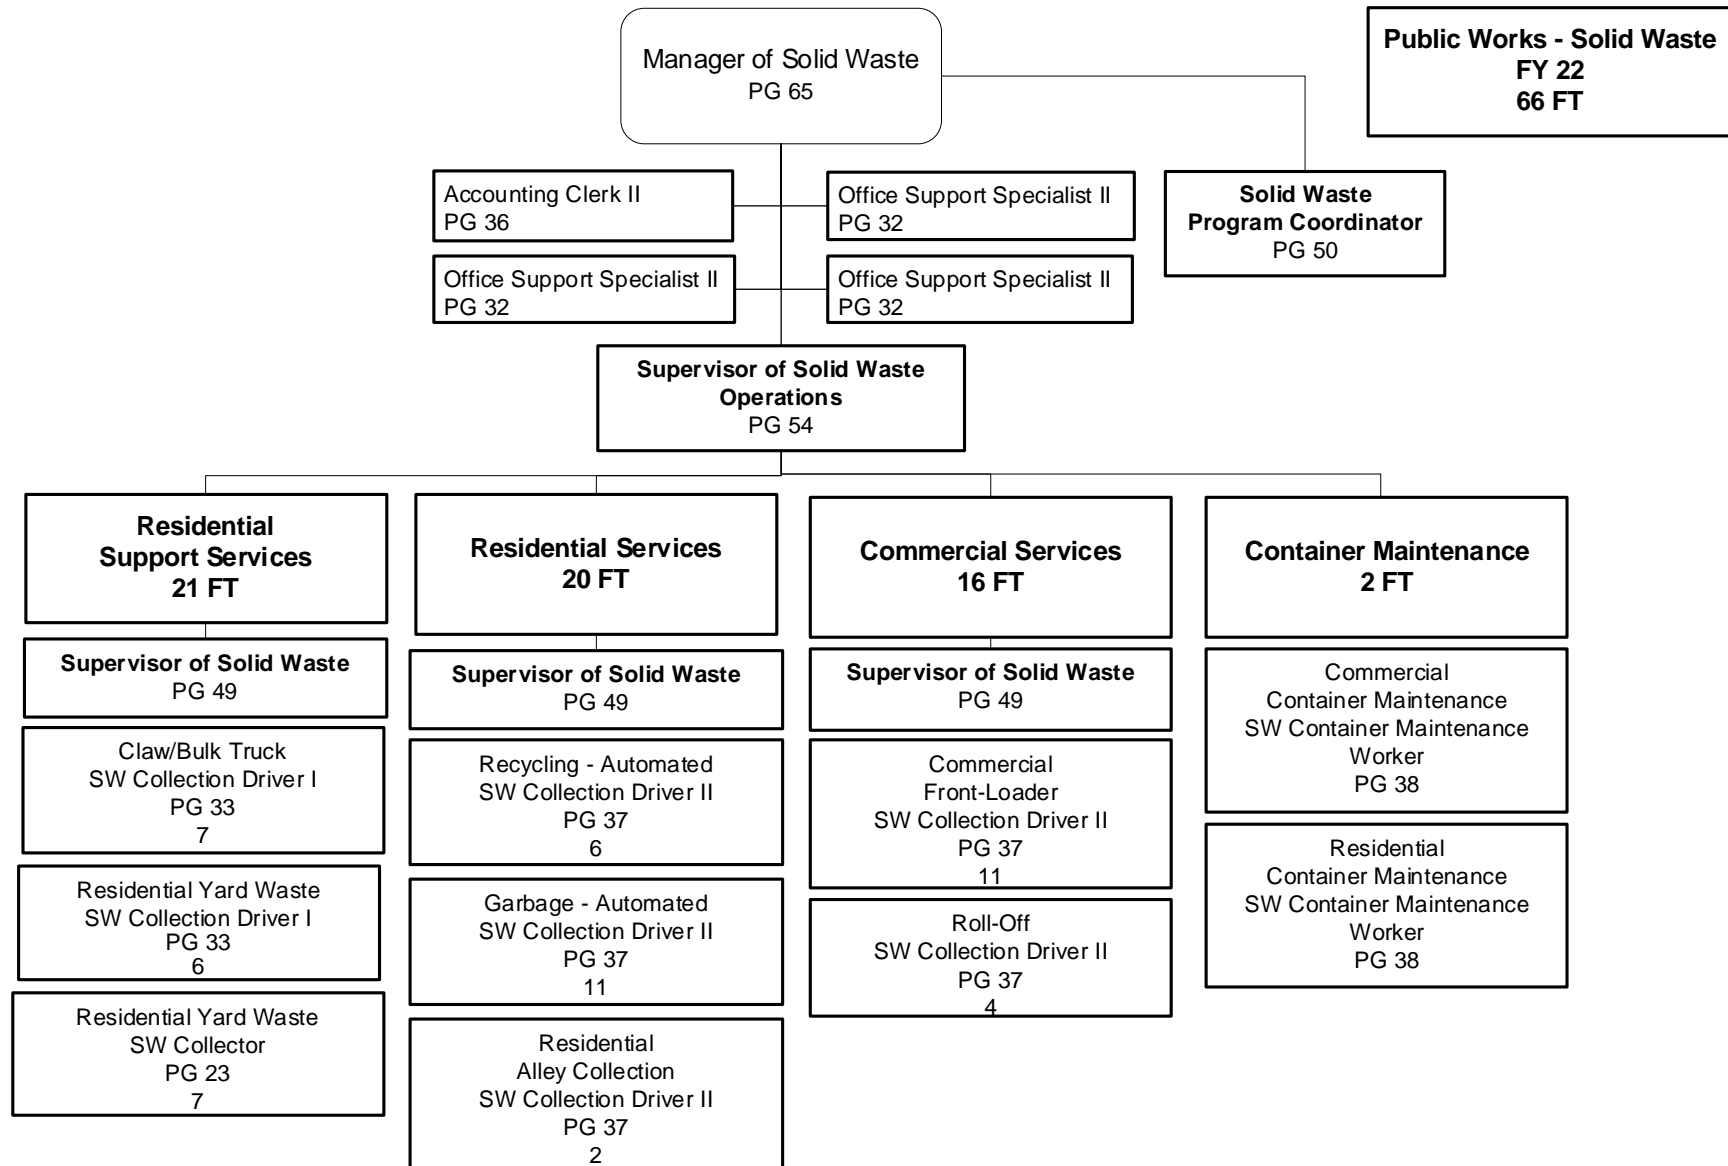 Manager of Solid Waste
PG 65
Public Works - Solid Waste
FY 22
66 FT
Accounting Clerk II
PG 36
Office Support Specialist II
PG 32
Solid Waste
Program Coordinator
PG 50
Office Support Specialist II
PG 32
Office Support Specialist II
PG 32
Supervisor of Solid Waste
Operations
PG 54
Residential
Support Services
21 FT
Residential Services
20 FT
Commercial Services
16 FT
Container Maintenance
2 FT
Supervisor of Solid Waste
PG 49
Claw/Bulk Truck
SW Collection Driver I
PG 33
7
Residential Yard Waste
SW Collection Driver I
PG 33
6
Residential Yard Waste
SW Collector
PG 23
7
Supervisor of Solid Waste
PG 49
Recycling - Automated
SW Collection Driver II
PG 37
6
Garbage - Automated
SW Collection Driver II
PG 37
11
Residential
Alley Collection
SW Collection Driver II
PG 37
2
Supervisor of Solid Waste
PG 49
Commercial
Front-Loader
SW Collection Driver II
PG 37
11
Roll-Off
SW Collection Driver II
PG 37
4
Commercial
Container Maintenance
SW Container Maintenance
Worker
PG 38
Residential
Container Maintenance
SW Container Maintenance
Worker
PG 38